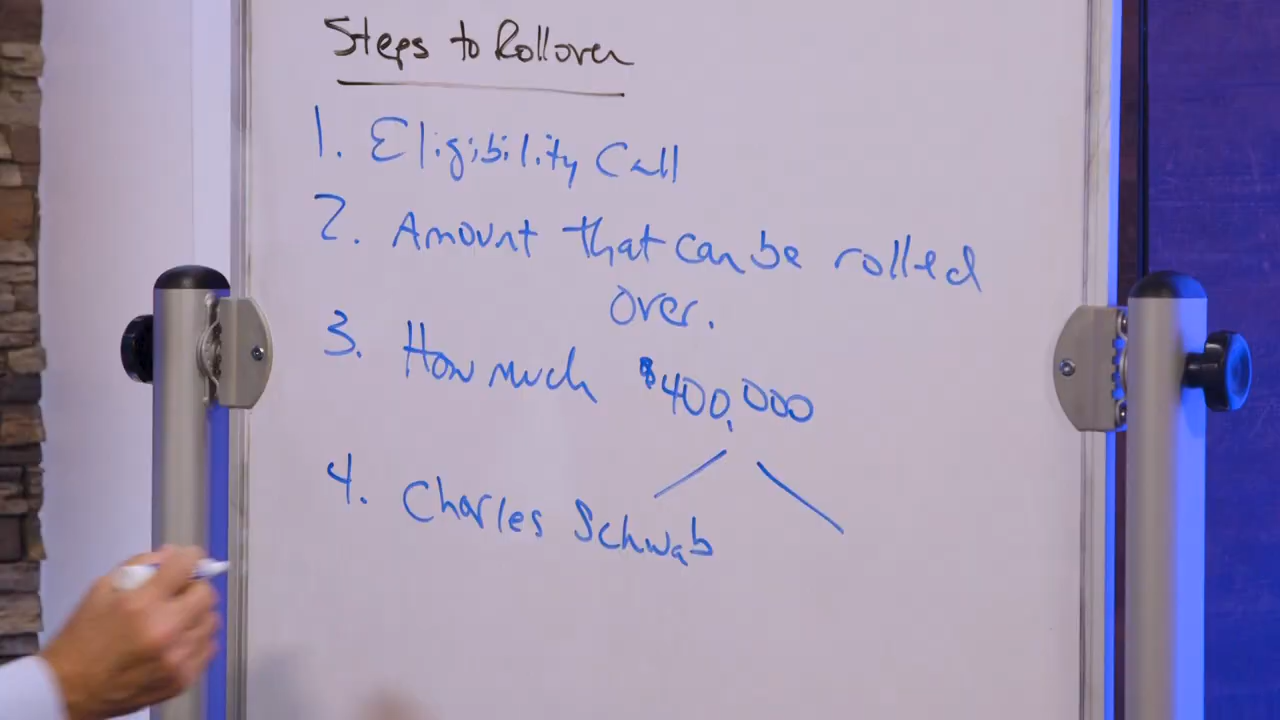 Steps to Rollover
1. Eligibility Call
2. Amount that can be rolled
over.
3. How much $400,000
4. Charles Schwab